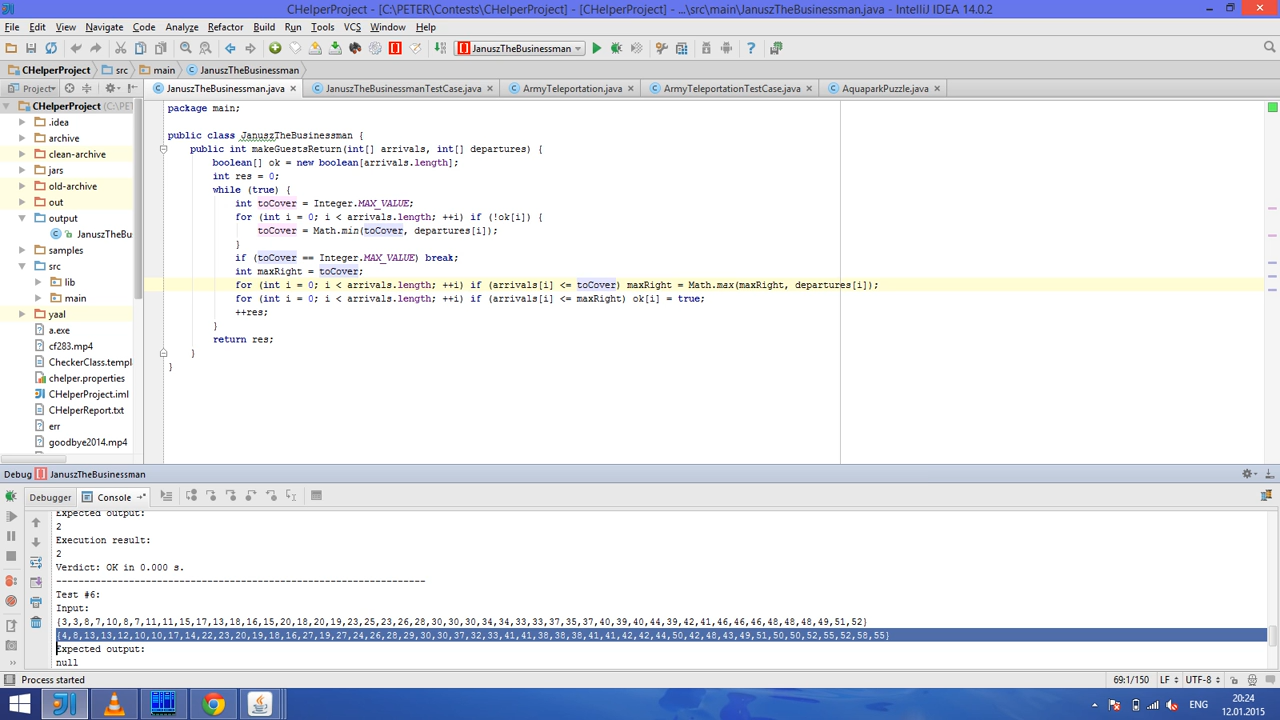 CHelperProject - [C:\PETER\Contests\CHelperProject] - [CHelperProject] - ...\src\main\JanuszTheBusinessman.java - IntelliJ IDEA 14.0.2
File Edit View Navigate Code Analyze Refactor Build Run Tools VCS Window Help
JanuszTheBusinessman
CHelperProject src main JanuszTheBusinessman
Project
JanuszTheBusinessman.java JanuszTheBusinessmanTestCase.java ArmyTeleportation.java ArmyTeleportationTestCase.java AquaparkPuzzle.java
CHelperProject (C:\PET
.idea
archive
clean-archive
jars
old-archive
out
output
JanuszTheBu
samples
src
lib
main
yaal
a.exe
cf283.mp4
CheckerClass.templ
chelper.properties
CHelperProject.iml
CHelperReport.txt
err
goodbye2014.mp4
package main;
public class JanuszTheBusinessman {
public int makeGuestsReturn(int[] arrivals, int[] departures) {
boolean[] ok = new boolean[arrivals.length];
int res = 0;
while (true) {
int toCover = Integer.MAX_VALUE;
for (int i = 0; i < arrivals.length; ++i) if (!ok[i]) {
toCover = Math.min(toCover, departures[i]);
}
if (toCover == Integer.MAX_VALUE) break;
int maxRight = toCover;
for (int i = 0; i < arrivals.length; ++i) if (arrivals[i] <= toCover) maxRight = Math.max(maxRight, departures[i]);
for (int i = 0; i < arrivals.length; ++i) if (arrivals[i] <= maxRight) ok[i] = true;
++res;
}
return res;
}
}
Debug JanuszTheBusinessman
Debugger Console
Expected output:
2
Execution result:
2
Verdict: OK in 0.000 s.
------------------------------------------------------------------
Test #6:
Input:
{3,3,8,7,10,8,7,11,11,15,17,13,18,16,15,20,18,20,19,23,25,23,26,28,30,28,34,34,33,33,37,35,37,40,39,40,44,39,42,41,46,46,46,48,48,48,49,51,52}
{4,8,13,13,12,10,10,17,14,22,23,20,19,18,16,27,19,27,24,26,28,29,30,30,37,32,33,41,41,38,38,38,41,41,42,42,44,50,42,48,43,49,51,50,50,52,55,52,58,55}
Expected output:
null
Process started
69:1/150 LF UTF-8
ENG
20:24
12.01.2015